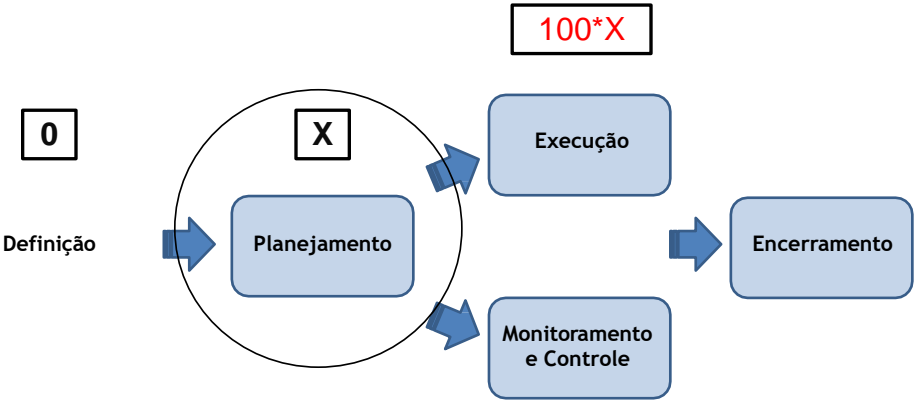 100*X
0
X
Execução
Definição
Planejamento
Encerramento
Monitoramento
e Controle